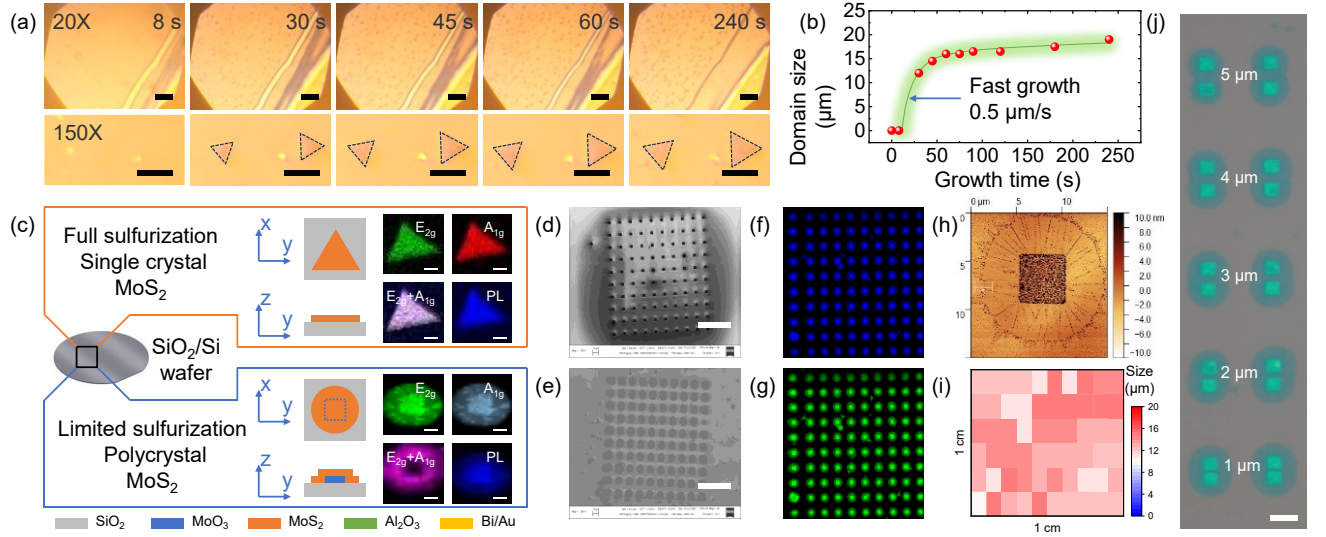 (a)
20X
8 s
30 s
45 s
60 s
240 s
150X
(b)
25
20
15
10
5
0
Domain size
(μm)
Fast growth
0.5 μm/s
0 50 100 150 200 250
Growth time (s)
(c)
Full sulfurization
Single crystal
MoS₂
x
y
z
y
E₂g
A₁g
E₂g+A₁g
PL
SiO₂/Si
wafer
Limited sulfurization
Polycrystal
MoS₂
x
y
z
y
E₂g
A₁g
E₂g+A₁g
PL
SiO₂
MoO₃
MoS₂
Al₂O₃
Bi/Au
(d)
(e)
(f)
(g)
(h)
0 μm 5 10
0
5
10
10.0 nm
8.0
6.0
4.0
2.0
0.0
-2.0
-4.0
-6.0
-10.0
(i)
1 cm
1 cm
Size
(μm)
20
16
12
8
4
0
(j)
5 μm
4 μm
3 μm
2 μm
1 μm